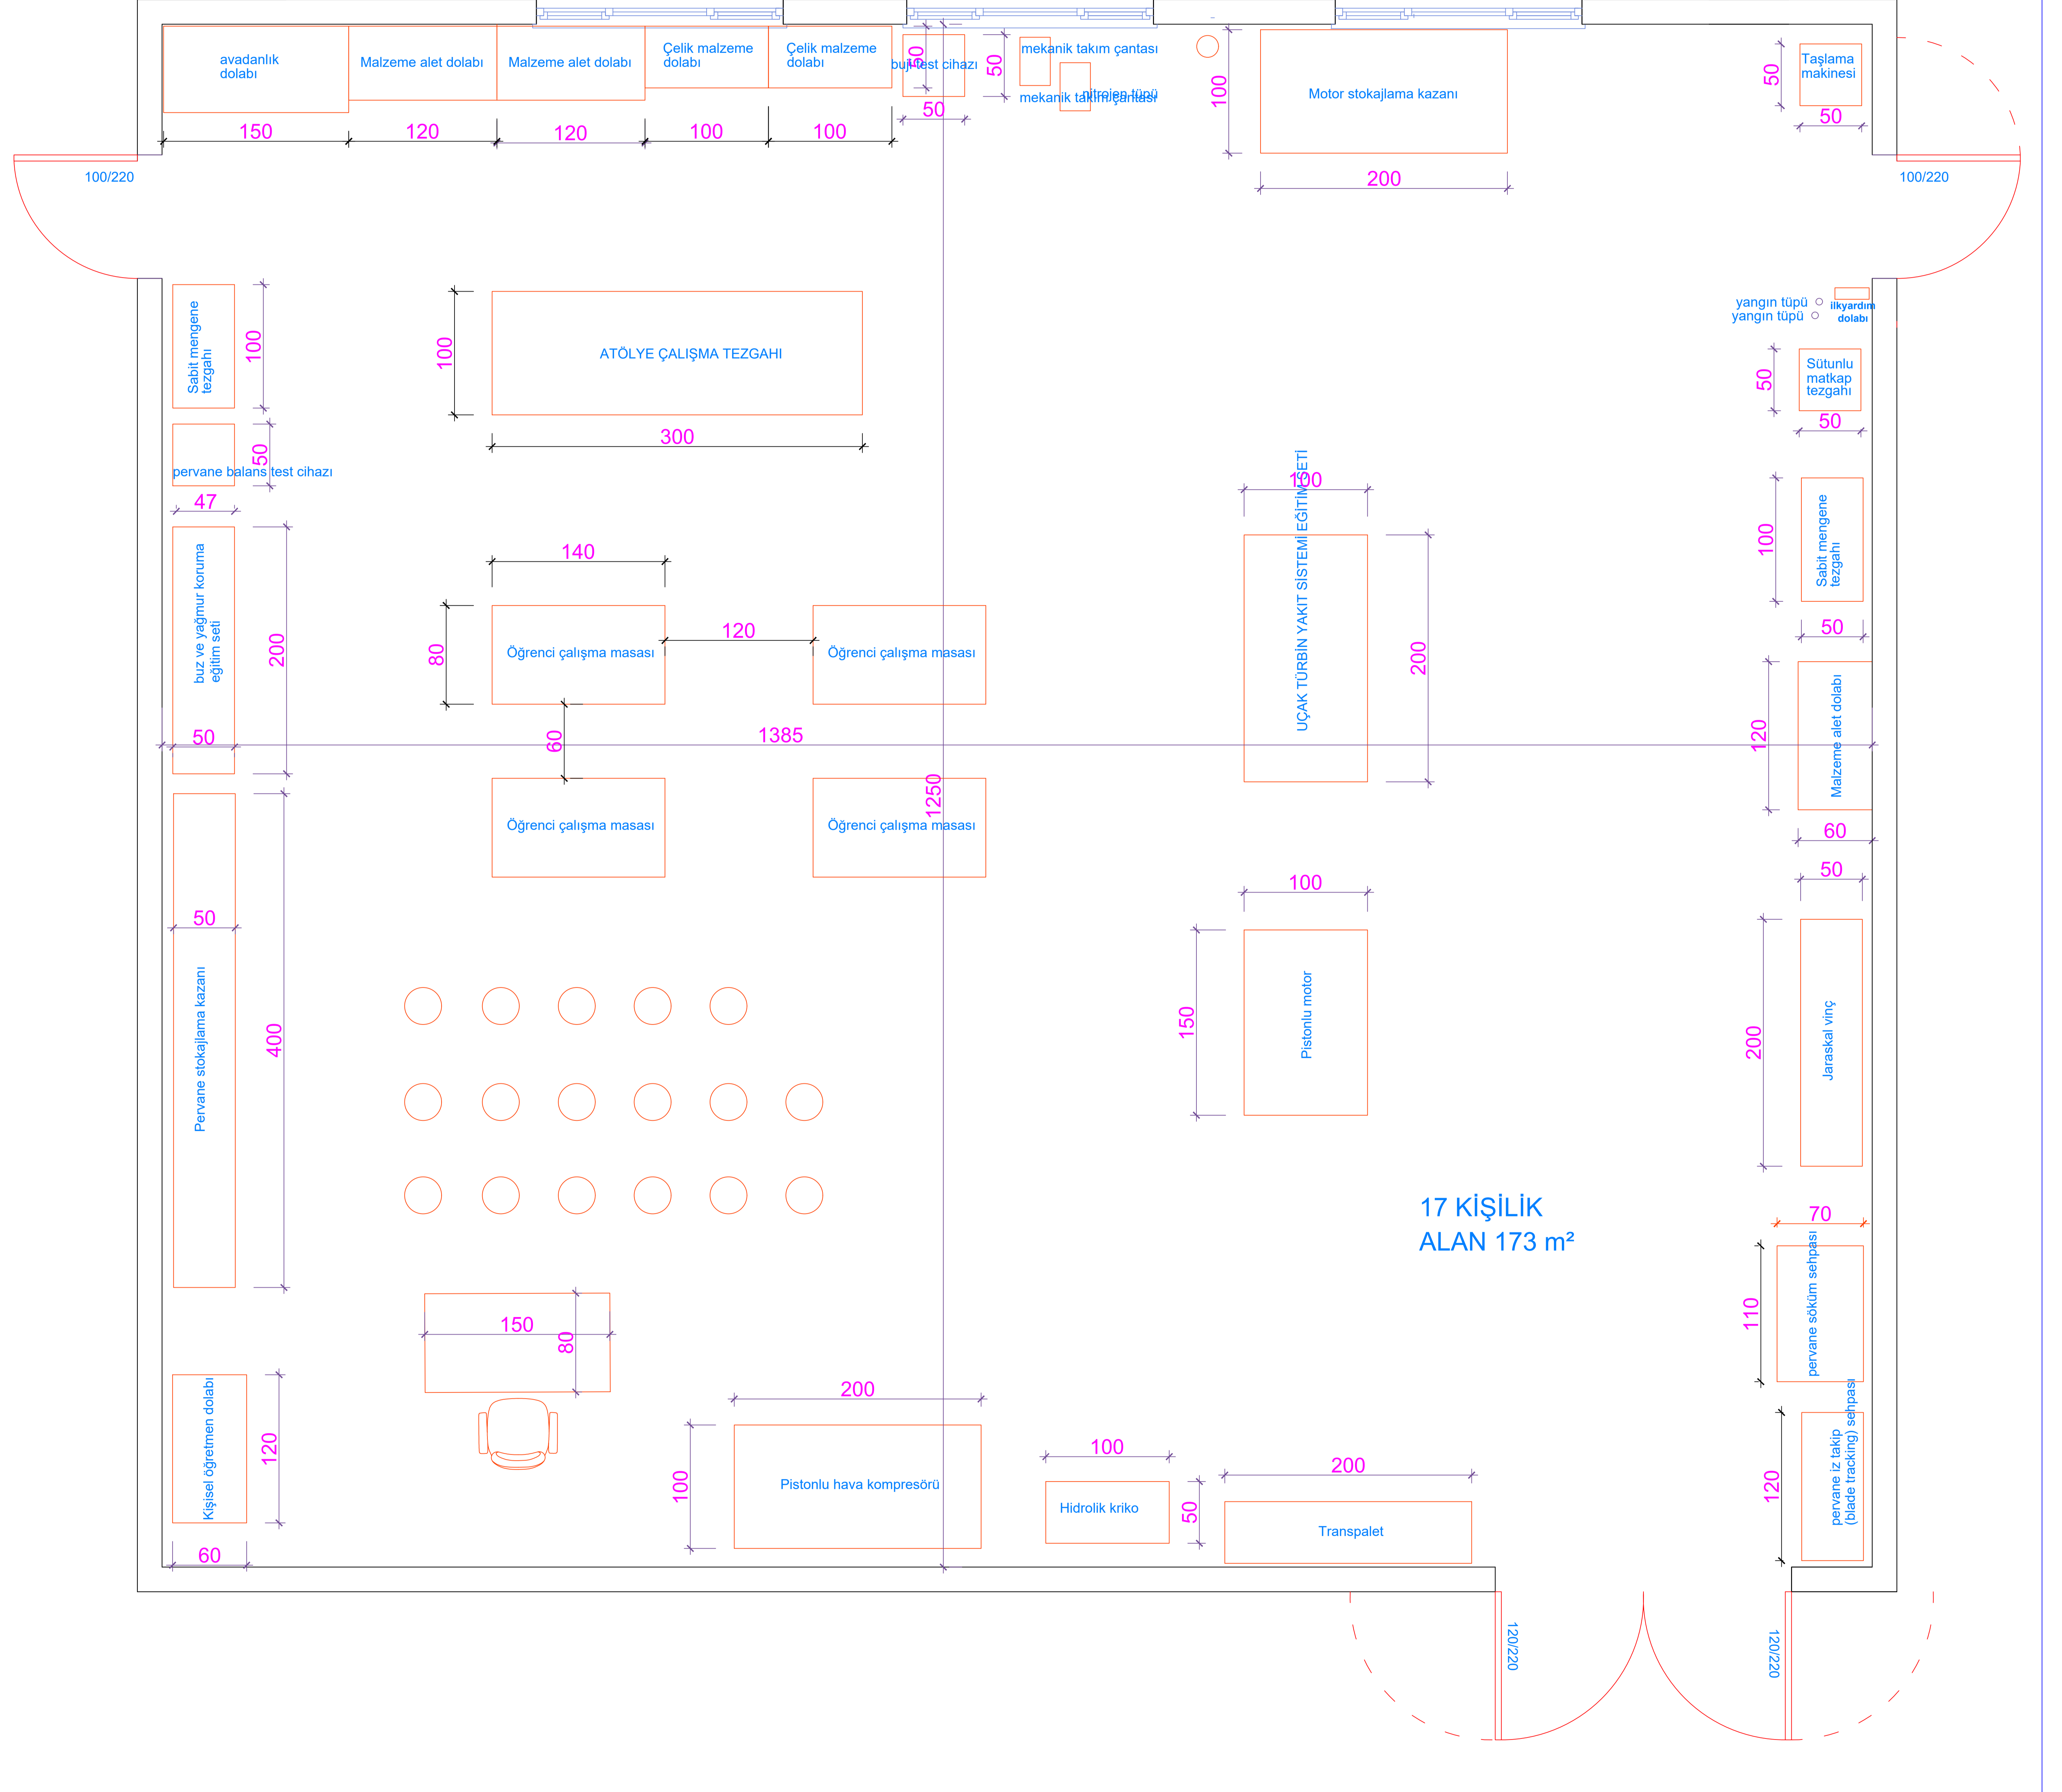 avadanlık
dolabı
Malzeme alet dolabı
Malzeme alet dolabı
Çelik malzeme
dolabı
Çelik malzeme
dolabı
50
buji test cihazı
50
mekanik takım çantası
nitrojen tüpü
mekanik takım çantası
100
Motor stokajlama kazanı
50
Taşlama
makinesi
150
120
120
100
100
50
50
200
100/220
100/220
Sabit mengene
tezgahı
100
100
ATÖLYE ÇALIŞMA TEZGAHI
300
yangın tüpü
yangın tüpü
ilkyardım
dolabı
50
Sütunlu
matkap
tezgahı
50
50
pervane balans test cihazı
47
100
UÇAK TÜRBİN YAKIT SİSTEMİ EĞİTİM SETİ
200
100
Sabit mengene
tezgahı
50
buz ve yağmur koruma
eğitim seti
200
50
140
80
Öğrenci çalışma masası
120
Öğrenci çalışma masası
60
1385
1250
Öğrenci çalışma masası
Öğrenci çalışma masası
120
Malzeme alet dolabı
60
50
50
Pervane stokajlama kazanı
400
100
150
Pistonlu motor
200
Jaraskal vinç
17 KİŞİLİK
ALAN 173 m²
70
110
pervane söküm sehpası
150
80
Kişisel öğretmen dolabı
120
60
200
100
Pistonlu hava kompresörü
100
Hidrolik kriko
50
200
Transpalet
120
pervane iz takip
(blade tracking) sehpası
120/220
120/220